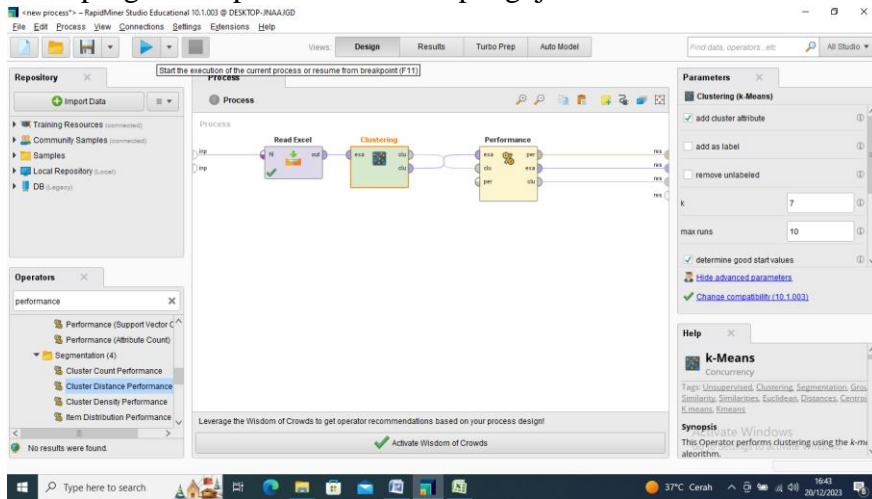 <new process*> – RapidMiner Studio Educational 10.1.003 @ DESKTOP-JNAAJGD
File Edit Process View Connections Settings Extensions Help
Views: Design Results Turbo Prep Auto Model
Find data, operators...etc
All Studio
Start the execution of the current process or resume from breakpoint (F11)
Repository
Import Data
Training Resources (connected)
Community Samples (connected)
Samples
Local Repository (Local)
DB (Legacy)
Operators
performance
Performance (Support Vector C
Performance (Attribute Count)
Segmentation (4)
Cluster Count Performance
Cluster Distance Performance
Cluster Density Performance
Item Distribution Performance
No results were found.
Process
Process
Process
inp
inp
Read Excel
fil
out
Clustering
exa
clu
clu
Performance
exa
clu
per
per
exa
clu
res
res
res
res
Leverage the Wisdom of Crowds to get operator recommendations based on your process design!
Activate Wisdom of Crowds
Parameters
Clustering (k-Means)
add cluster attribute
add as label
remove unlabeled
k 7
max runs 10
determine good start values
Hide advanced parameters
Change compatibility (10.1.003)
Help
k-Means
Concurrency
Tags: Unsupervised, Clustering, Segmentation, Grou
Similarity, Similarities, Euclidean, Distances, Centroi
K means, Kmeans
Synopsis
Activate Windows
This Operator performs clustering using the k-me
algorithm.
Type here to search
37°C Cerah
16:43
20/12/2023